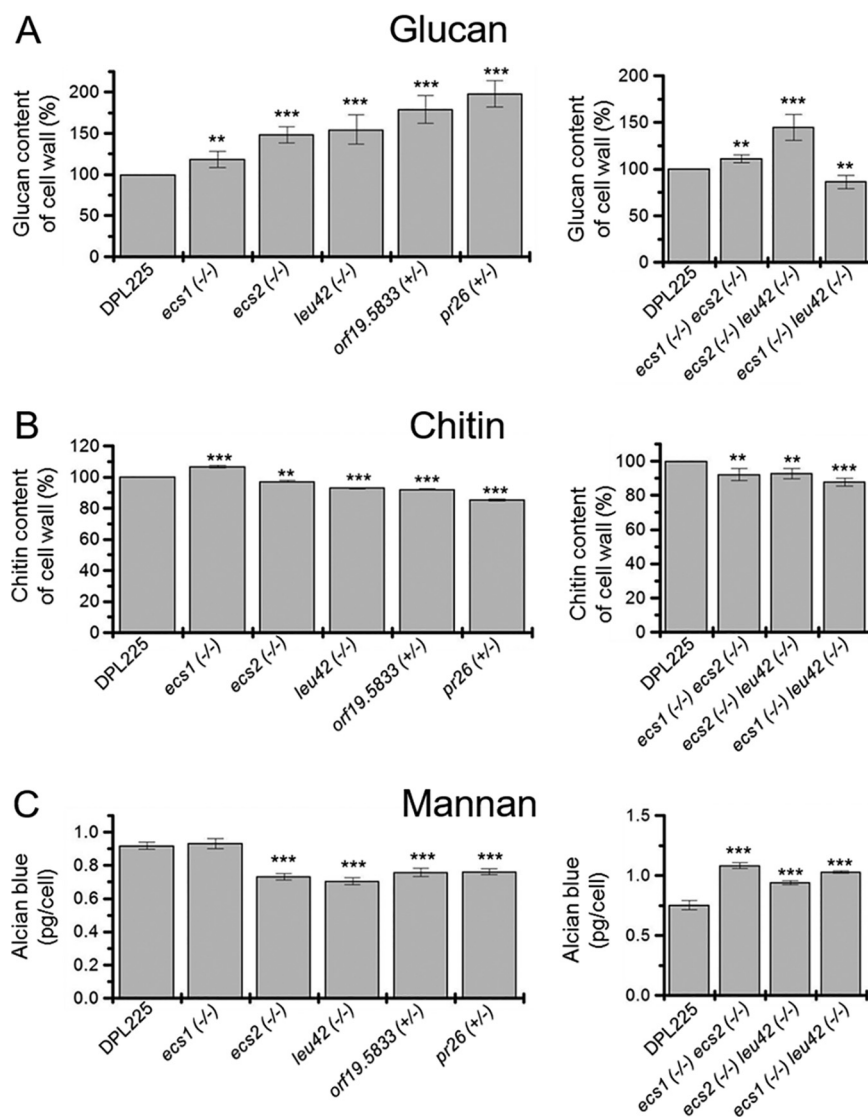 A
Glucan
Glucan content
of cell wall (%)
200
150
100
50
0
**
***
***
***
***
DPL225
ecs1 (-/-)
ecs2 (-/-)
leu42 (-/-)
orf19.5833 (+/-)
pr26 (+/-)
Glucan content
of cell wall (%)
200
150
100
50
0
**
***
**
DPL225
ecs1 (-/-) ecs2 (-/-)
ecs2 (-/-) leu42 (-/-)
ecs1 (-/-) leu42 (-/-)
B
Chitin
Chitin content
of cell wall (%)
120
100
80
60
40
20
0
***
**
***
***
***
DPL225
ecs1 (-/-)
ecs2 (-/-)
leu42 (-/-)
orf19.5833 (+/-)
pr26 (+/-)
Chitin content
of cell wall (%)
100
80
60
40
20
0
**
**
***
DPL225
ecs1 (-/-) ecs2 (-/-)
ecs2 (-/-) leu42 (-/-)
ecs1 (-/-) leu42 (-/-)
C
Mannan
Alcian blue
(pg/cell)
1.0
0.8
0.6
0.4
0.2
0.0
***
***
***
***
DPL225
ecs1 (-/-)
ecs2 (-/-)
leu42 (-/-)
orf19.5833 (+/-)
pr26 (+/-)
Alcian blue
(pg/cell)
1.5
1.0
0.5
0.0
***
***
***
DPL225
ecs1 (-/-) ecs2 (-/-)
ecs2 (-/-) leu42 (-/-)
ecs1 (-/-) leu42 (-/-)